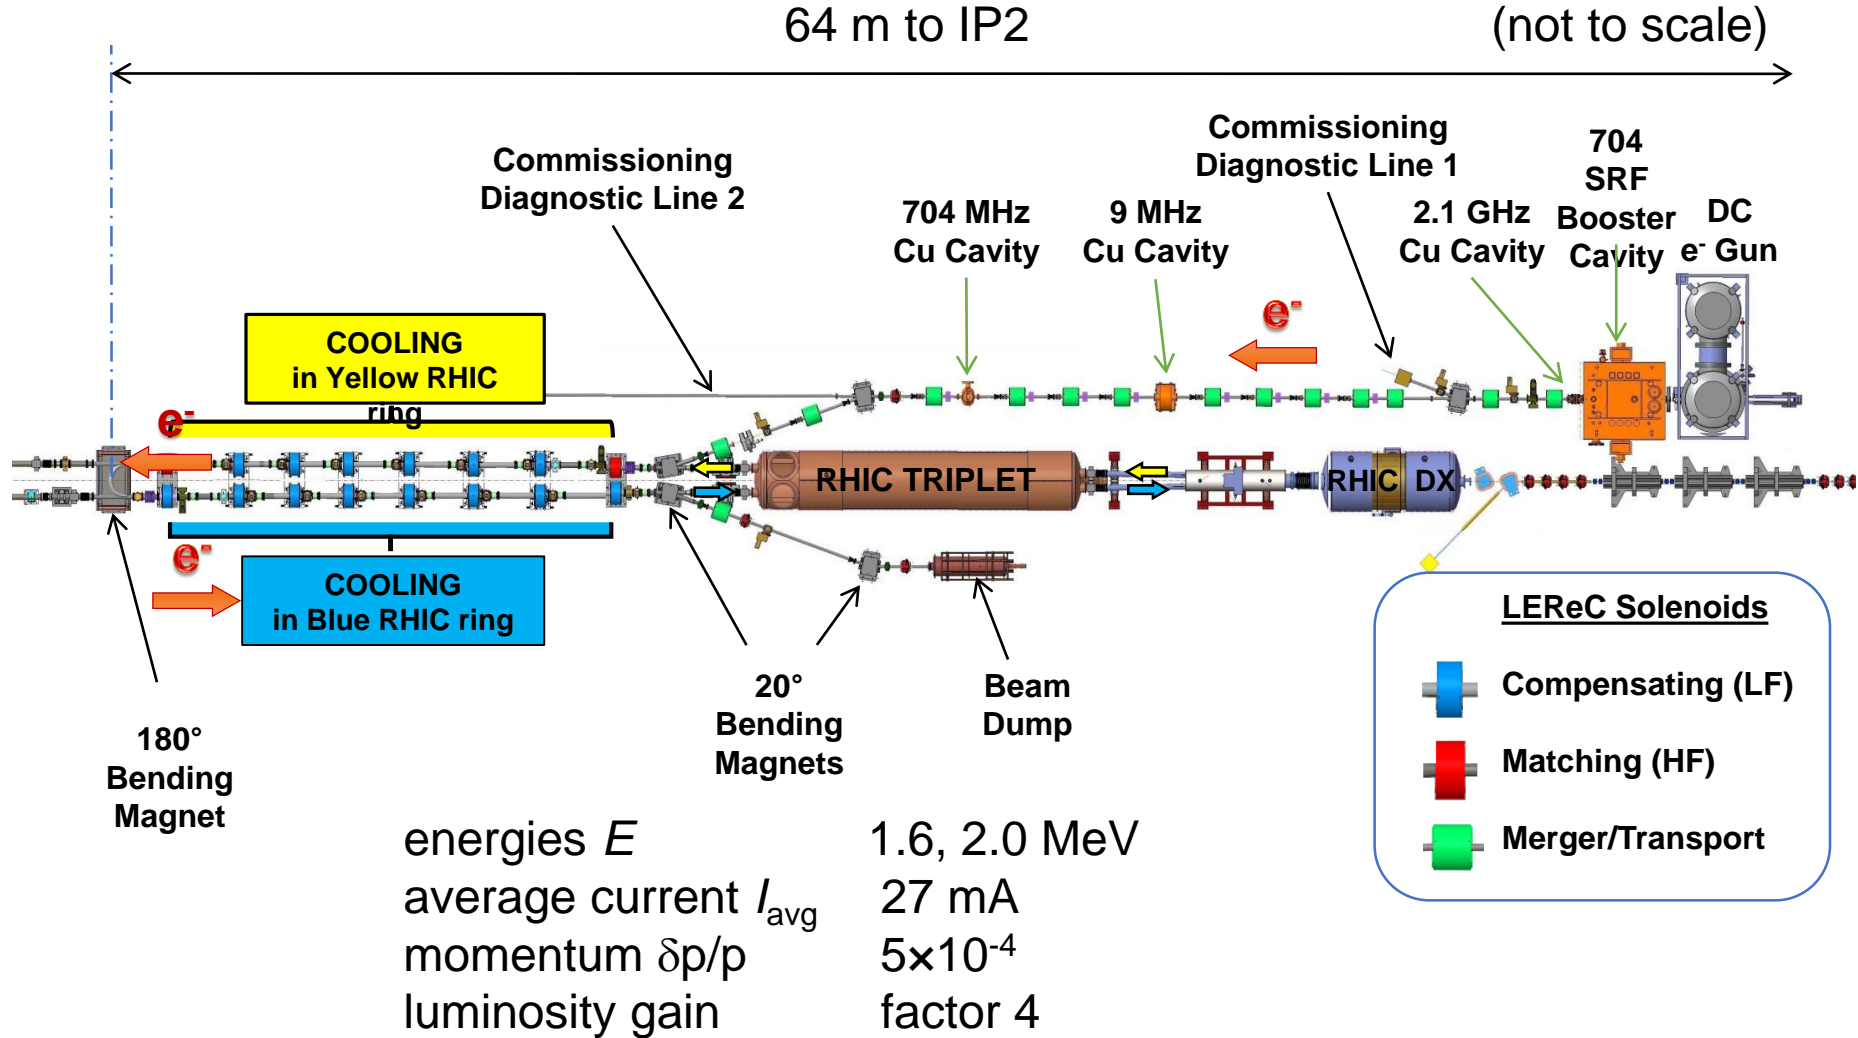 64 m to IP2
(not to scale)
Commissioning
Diagnostic Line 2
704 MHz
Cu Cavity
9 MHz
Cu Cavity
Commissioning
Diagnostic Line 1
2.1 GHz
Cu Cavity
704
SRF
Booster
Cavity
DC
e- Gun
e-
COOLING
in Yellow RHIC
ring
e-
RHIC TRIPLET
RHIC DX
e-
COOLING
in Blue RHIC ring
180°
Bending
Magnet
20°
Bending
Magnets
Beam
Dump
LEReC Solenoids
Compensating (LF)
Matching (HF)
Merger/Transport
energies E 1.6, 2.0 MeV
average current Iavg 27 mA
momentum δp/p 5×10-4
luminosity gain factor 4